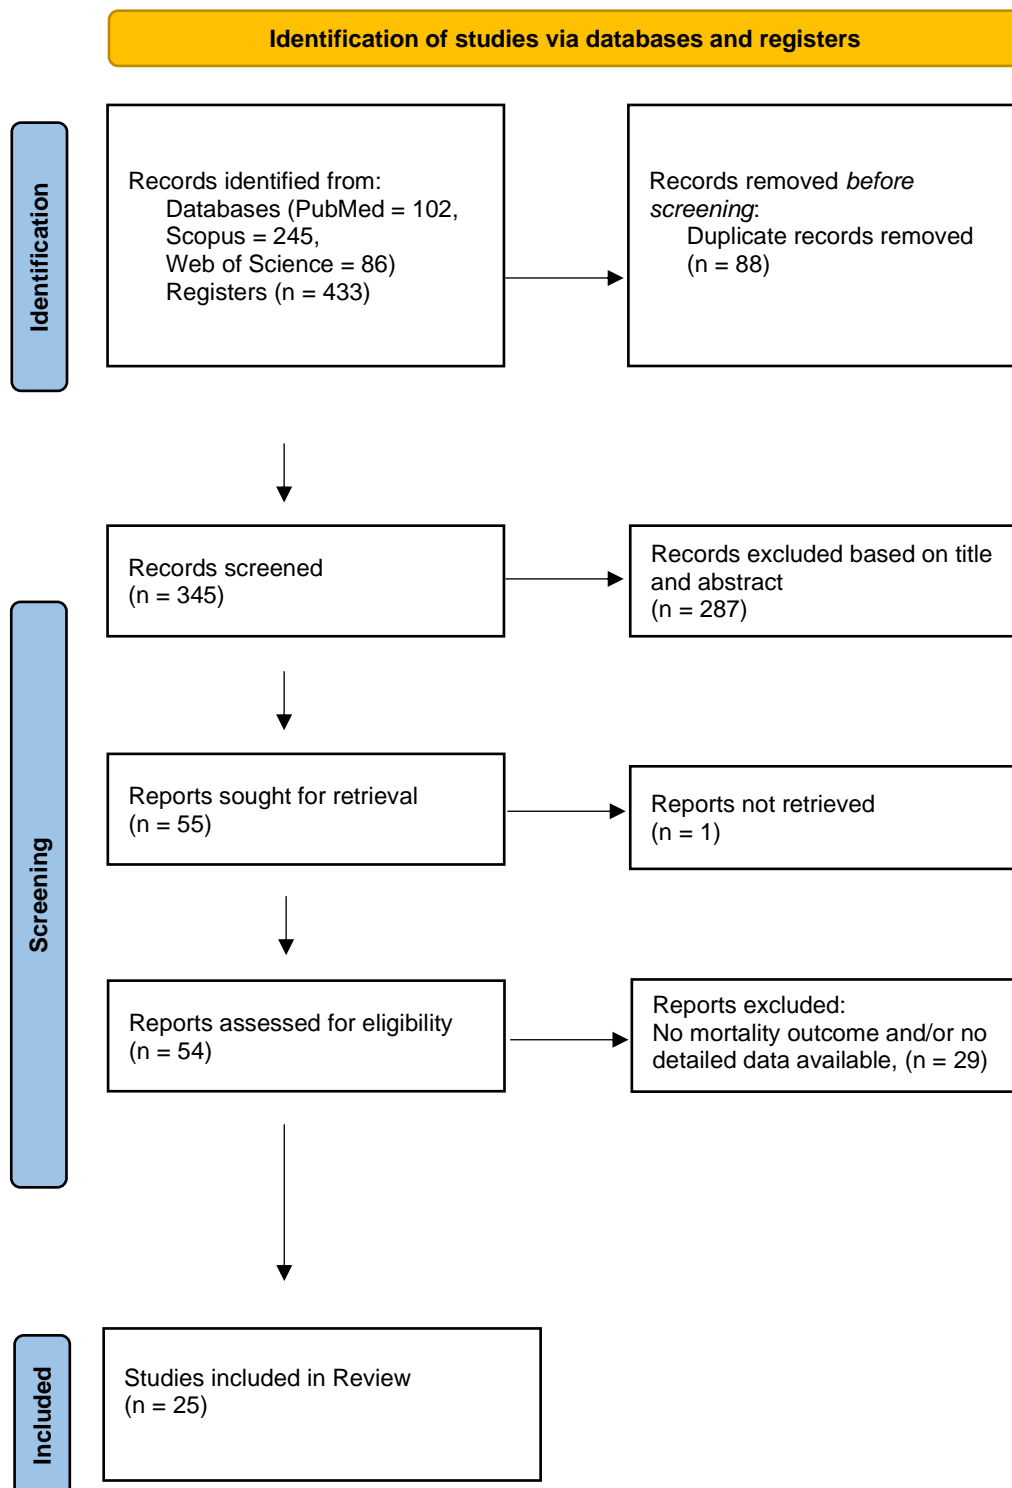 Identification of studies via databases and registers
Identification
Records identified from:
Databases (PubMed = 102,
Scopus = 245,
Web of Science = 86)
Registers (n = 433)
Records removed before
screening:
Duplicate records removed
(n = 88)
Screening
Records screened
(n = 345)
Records excluded based on title
and abstract
(n = 287)
Reports sought for retrieval
(n = 55)
Reports not retrieved
(n = 1)
Reports assessed for eligibility
(n = 54)
Reports excluded:
No mortality outcome and/or no
detailed data available, (n = 29)
Included
Studies included in Review
(n = 25)